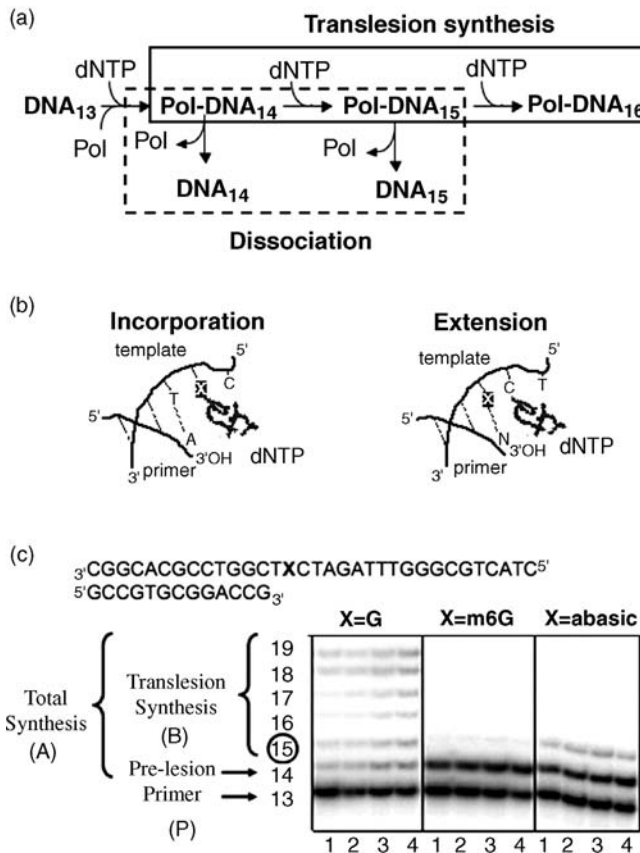 (a)
Translesion synthesis
dNTP dNTP dNTP
DNA13 Pol-DNA14 Pol-DNA15 Pol-DNA16
Pol Pol Pol
DNA14 DNA15
Dissociation
(b)
Incorporation Extension
template template
5' 5'
X C C T
T X
5' 5'
A N
3'OH 3'OH
dNTP dNTP
primer primer
3' 3'
(c)
3'CGGCACGCCTGGCTXCTAGATTTGGGCGTCATC5'
5'GCCGTGCGGACCG3'
X=G X=m6G X=abasic
19
18
Translesion 17
Total Synthesis 16
Synthesis (B) 15
(A) Pre-lesion 14
Primer 13
(P)
1 2 3 4 1 2 3 4 1 2 3 4